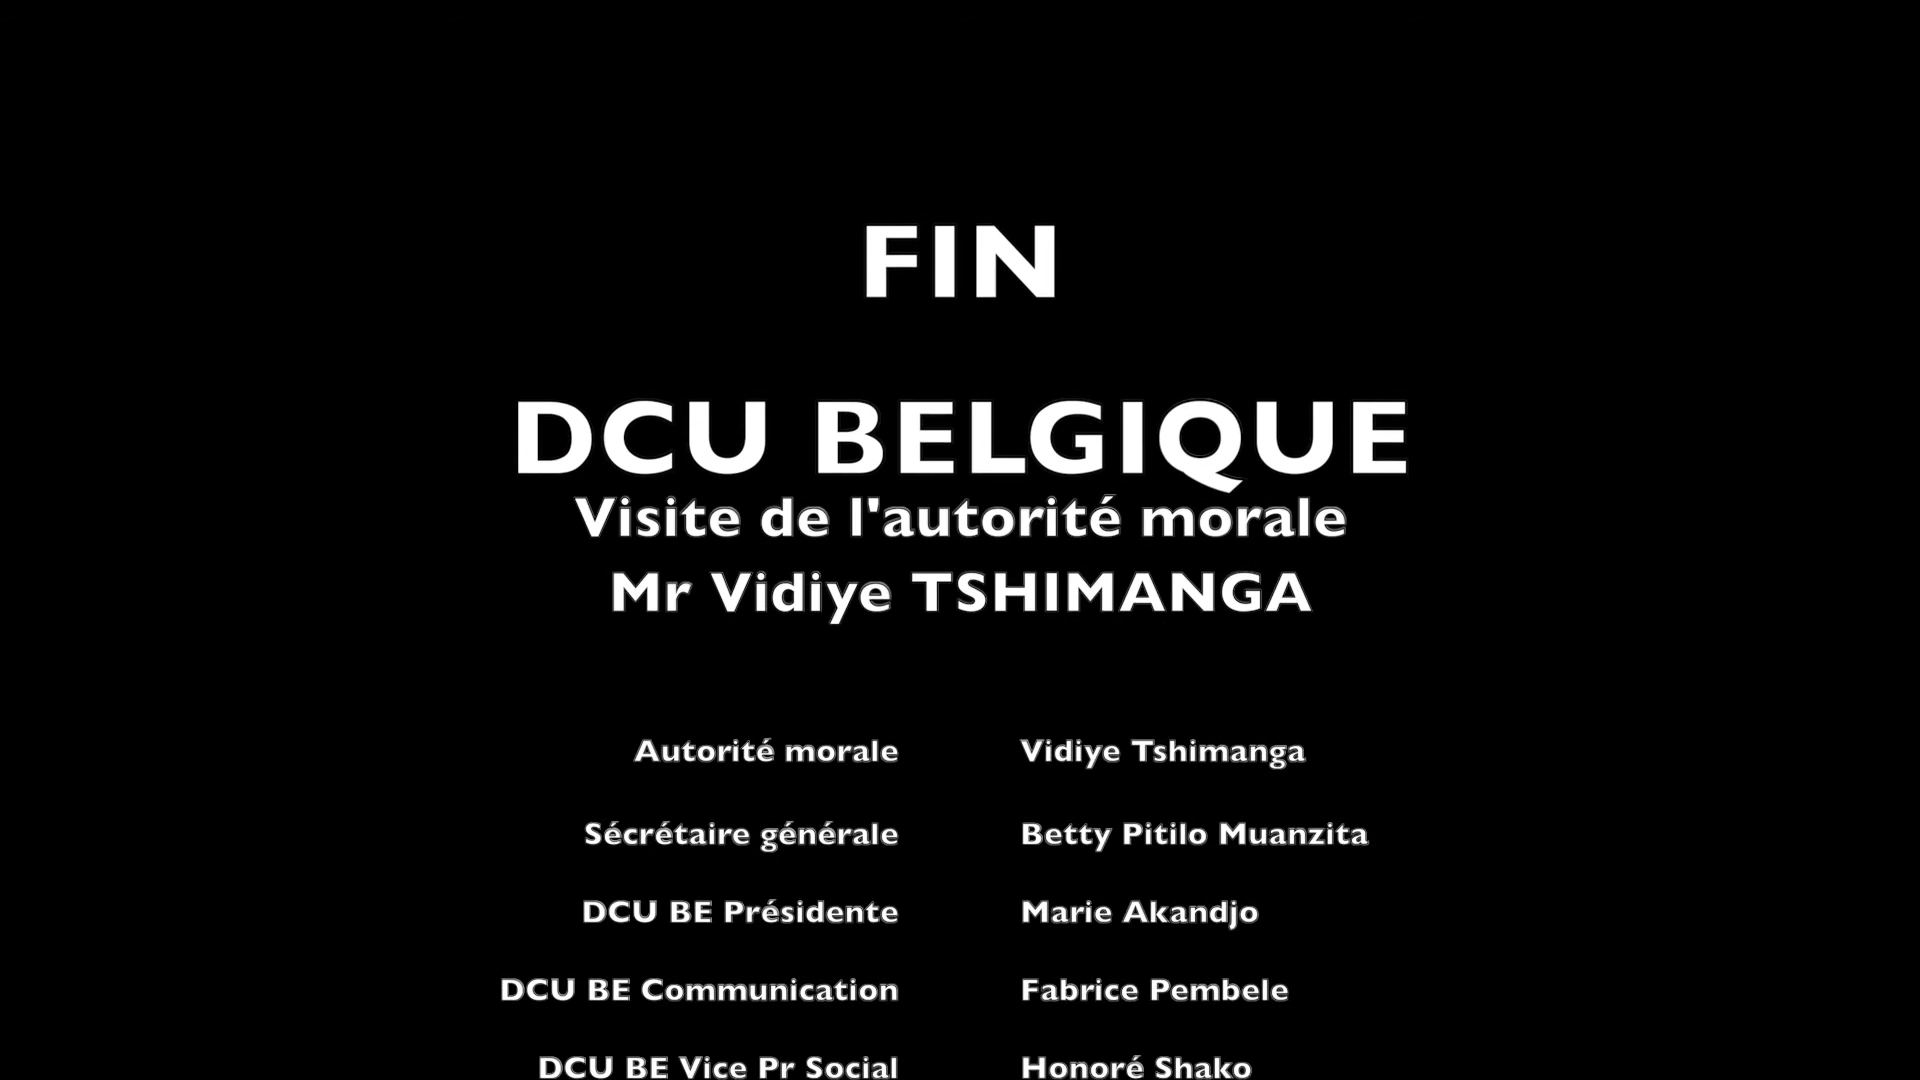 FIN
DCU BELGIQUE
Visite de l'autorité morale
Mr Vidiye TSHIMANGA
Autorité morale Vidiye Tshimanga
Sécrétaire générale Betty Pitilo Muanzita
DCU BE Présidente Marie Akandjo
DCU BE Communication Fabrice Pembele
DCU BE Vice Pr Social Honoré Shako